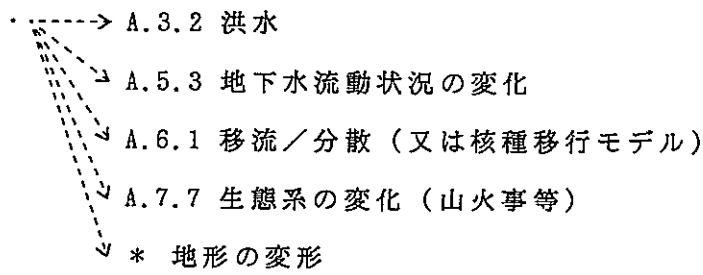 A.3.2 洪水
A.5.3 地下水流動状況の変化
A.6.1 移流／分散（又は核種移行モデル）
A.7.7 生態系の変化（山火事等）
* 地形の変形